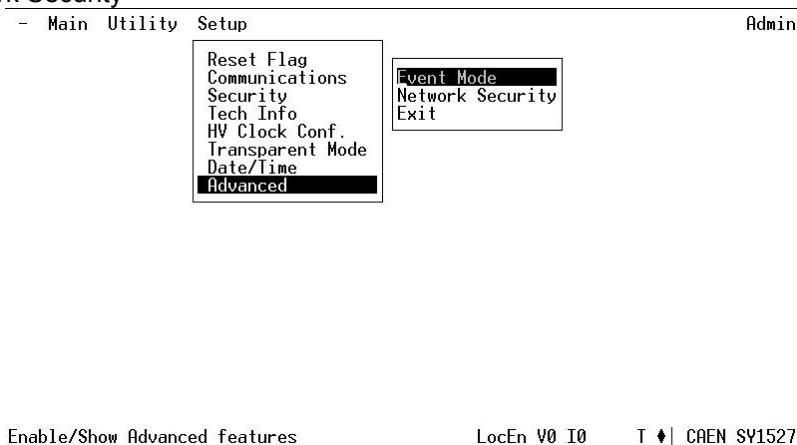 - Main Utility Setup Admin
Reset Flag
Communications
Security
Tech Info
HV Clock Conf.
Transparent Mode
Date/Time
Advanced
Event Mode
Network Security
Exit
Enable/Show Advanced features LocEn V0 I0 T ♦| CAEN SY1527